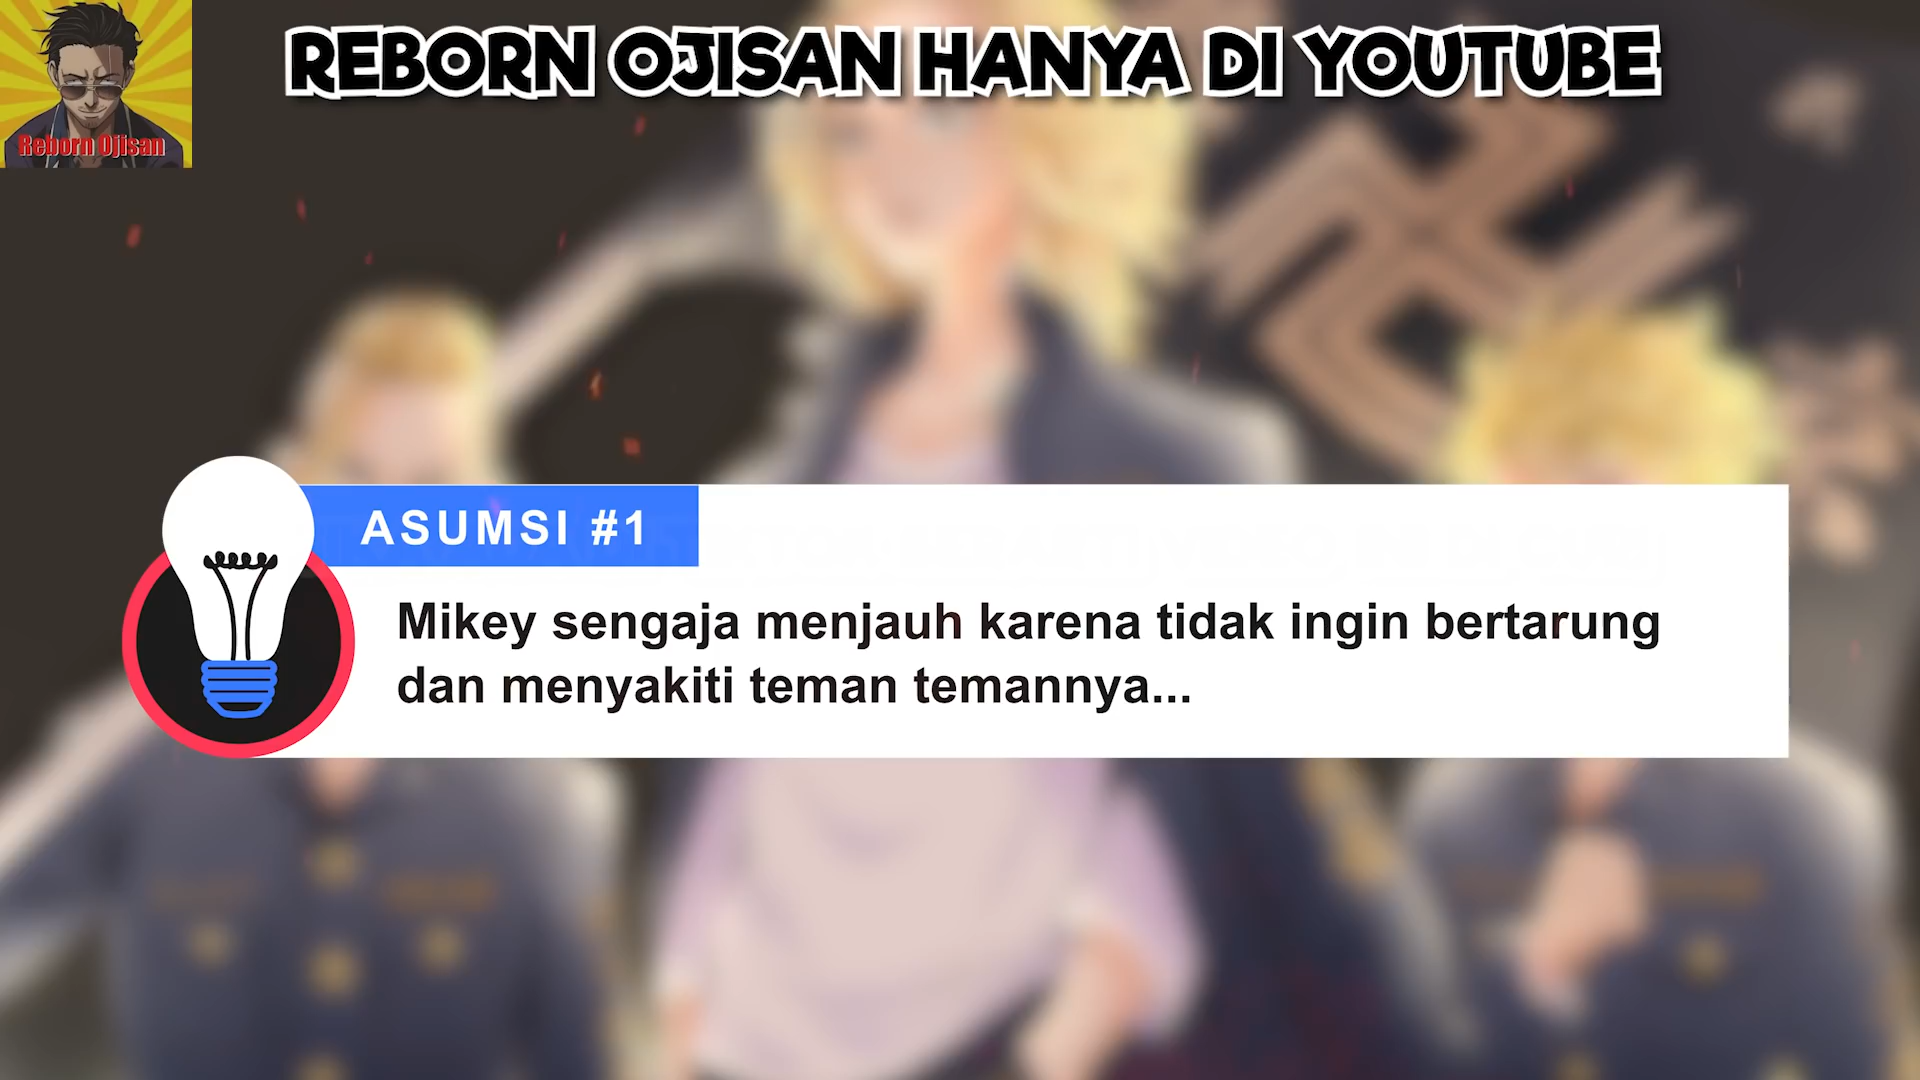 REBORN OJISAN HANYA DI YOUTUBE
Reborn Ojisan
ASUMSI #1
Mikey sengaja menjauh karena tidak ingin bertarung
dan menyakiti teman temannya...